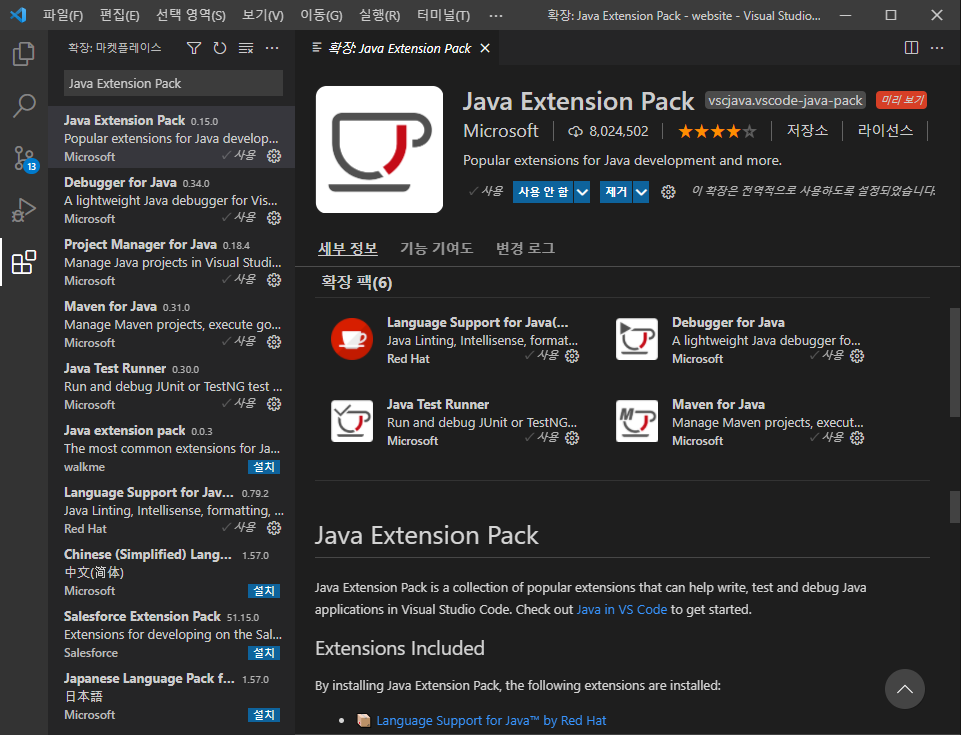 파일(F) 편집(E) 선택 영역(S) 보기(V) 이동(G) 실행(R) 터미널(T) ··· 확장: Java Extension Pack - website - Visual Studio...
확장: 마켓플레이스
Java Extension Pack
13
Java Extension Pack 0.15.0
Popular extensions for Java develop...
Microsoft 사용
Debugger for Java 0.34.0
A lightweight Java debugger for Vis...
Microsoft 사용
Project Manager for Java 0.18.4
Manage Java projects in Visual Studi...
Microsoft 사용
Maven for Java 0.31.0
Manage Maven projects, execute go...
Microsoft 사용
Java Test Runner 0.30.0
Run and debug JUnit or TestNG test ...
Microsoft 사용
Java extension pack 0.0.3
The most common extensions for Ja...
walkme 설치
Language Support for Jav... 0.79.2
Java Linting, Intellisense, formatting, ...
Red Hat 사용
Chinese (Simplified) Lang... 1.57.0
中文(简体)
Microsoft 설치
Salesforce Extension Pack 51.15.0
Extensions for developing on the Sal...
Salesforce 설치
Japanese Language Pack f... 1.57.0
日本語
Microsoft 설치
확장: Java Extension Pack
Java Extension Pack vscjava.vscode-java-pack 미리 보기
Microsoft 8,024,502 저장소 라이선스
Popular extensions for Java development and more.
사용 사용 안 함 제거 이 확장은 전역적으로 사용하도록 설정되었습니다.
세부 정보 기능 기여도 변경 로그
확장 팩(6)
Language Support for Java(...
Java Linting, Intellisense, format...
Red Hat 사용
Debugger for Java
A lightweight Java debugger fo...
Microsoft 사용
Java Test Runner
Run and debug JUnit or TestNG...
Microsoft 사용
Maven for Java
Manage Maven projects, execut...
Microsoft 사용
Java Extension Pack
Java Extension Pack is a collection of popular extensions that can help write, test and debug Java
applications in Visual Studio Code. Check out Java in VS Code to get started.
Extensions Included
By installing Java Extension Pack, the following extensions are installed:
• Language Support for Java™ by Red Hat